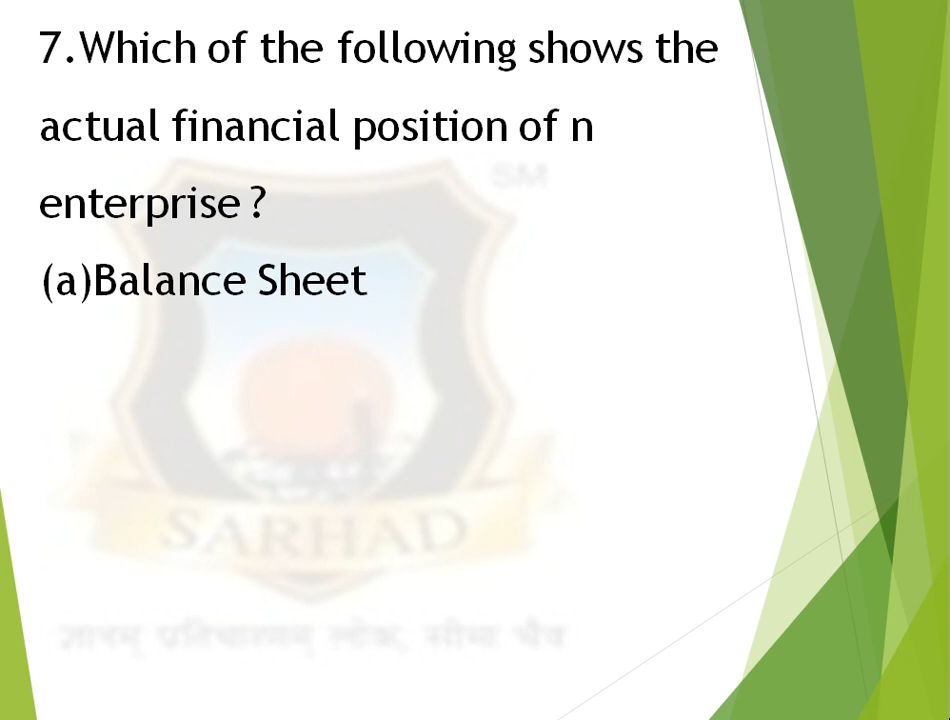 7.Which of the following shows the
actual financial position of n
enterprise ?
(a)Balance Sheet
SM
SARHAD